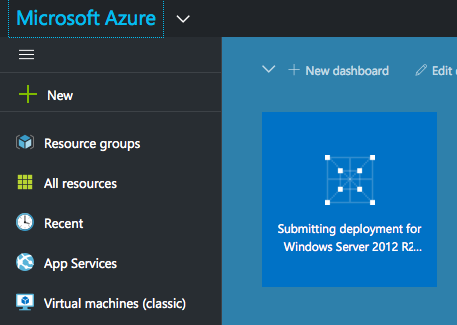 Microsoft Azure
New dashboard
Edit
New
Resource groups
All resources
Recent
App Services
Virtual machines (classic)
Submitting deployment for
Windows Server 2012 R2...